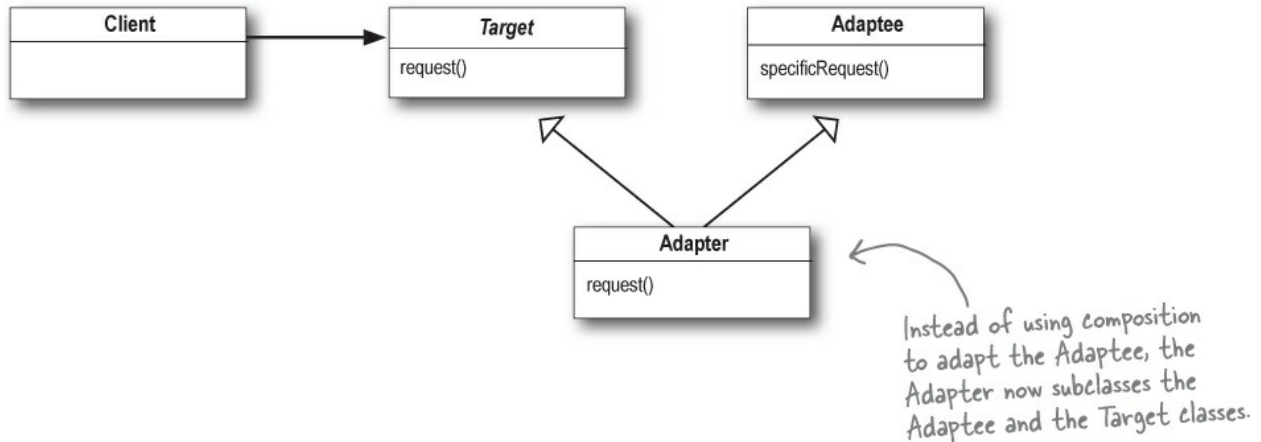 Client
Target
request()
Adaptee
specificRequest()
Adapter
request()
Instead of using composition
to adapt the Adaptee, the
Adapter now subclasses the
Adaptee and the Target classes.